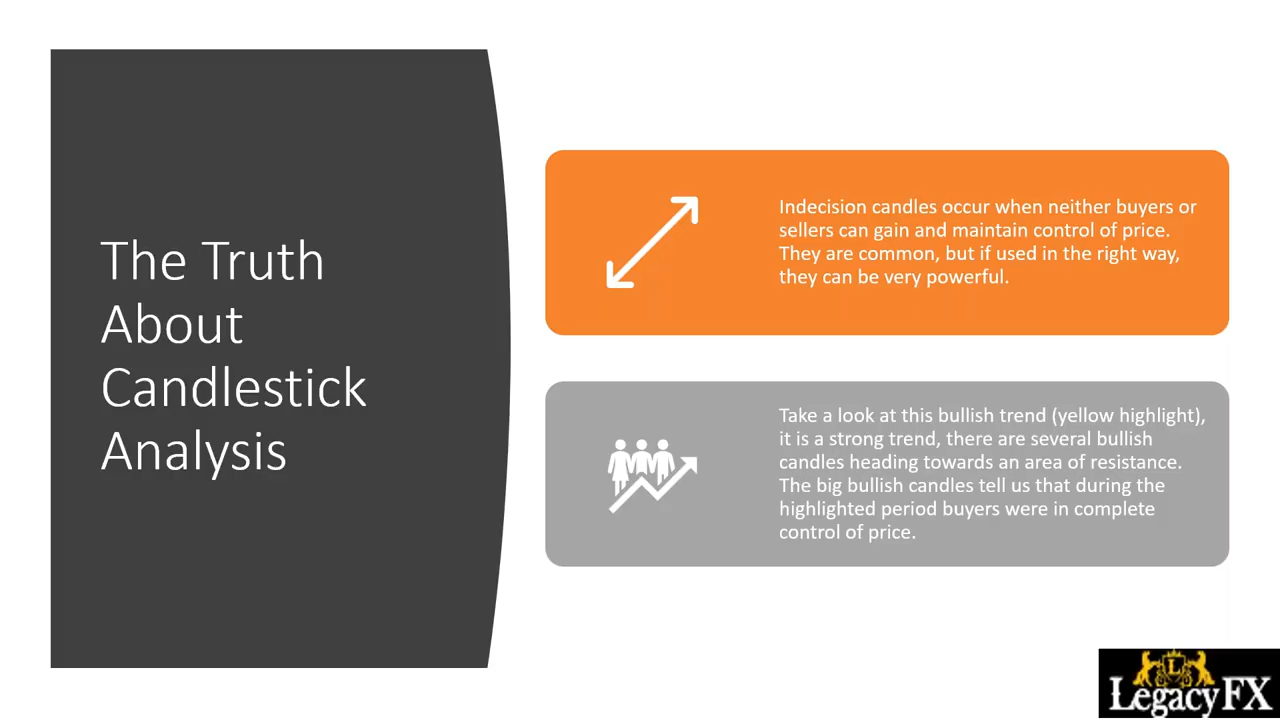 The Truth
About
Candlestick
Analysis
Indecision candles occur when neither buyers or
sellers can gain and maintain control of price.
They are common, but if used in the right way,
they can be very powerful.
Take a look at this bullish trend (yellow highlight),
it is a strong trend, there are several bullish
candles heading towards an area of resistance.
The big bullish candles tell us that during the
highlighted period buyers were in complete
control of price.
L
LegacyFX